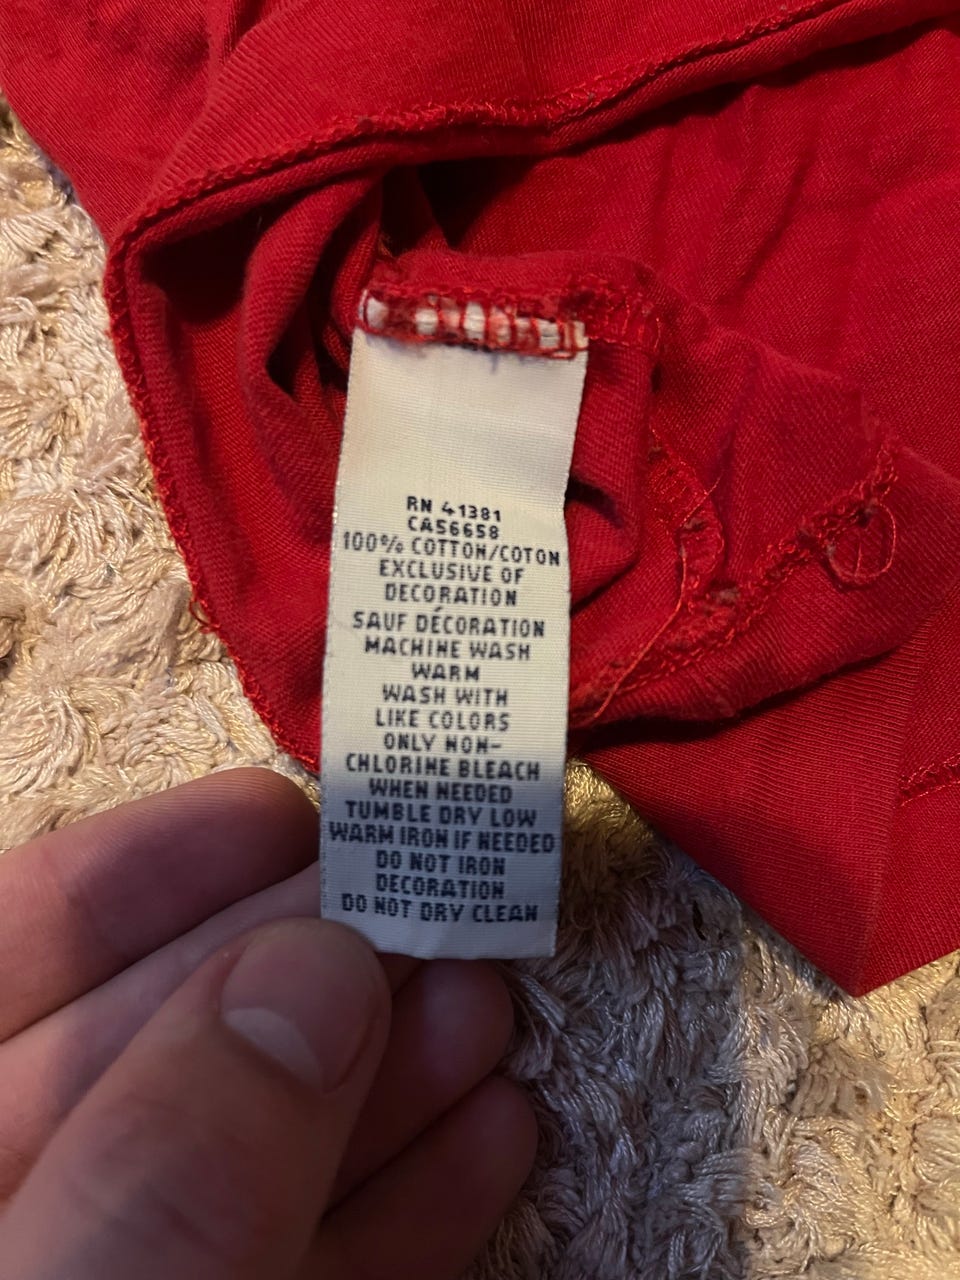 RN 41381
CA56658
100% COTTON/COTON
EXCLUSIVE OF
DECORATION
SAUF DÉCORATION
MACHINE WASH
WARM
WASH WITH
LIKE COLORS
ONLY NON-
CHLORINE BLEACH
WHEN NEEDED
TUMBLE DRY LOW
WARM IRON IF NEEDED
DO NOT IRON
DECORATION
DO NOT DRY CLEAN